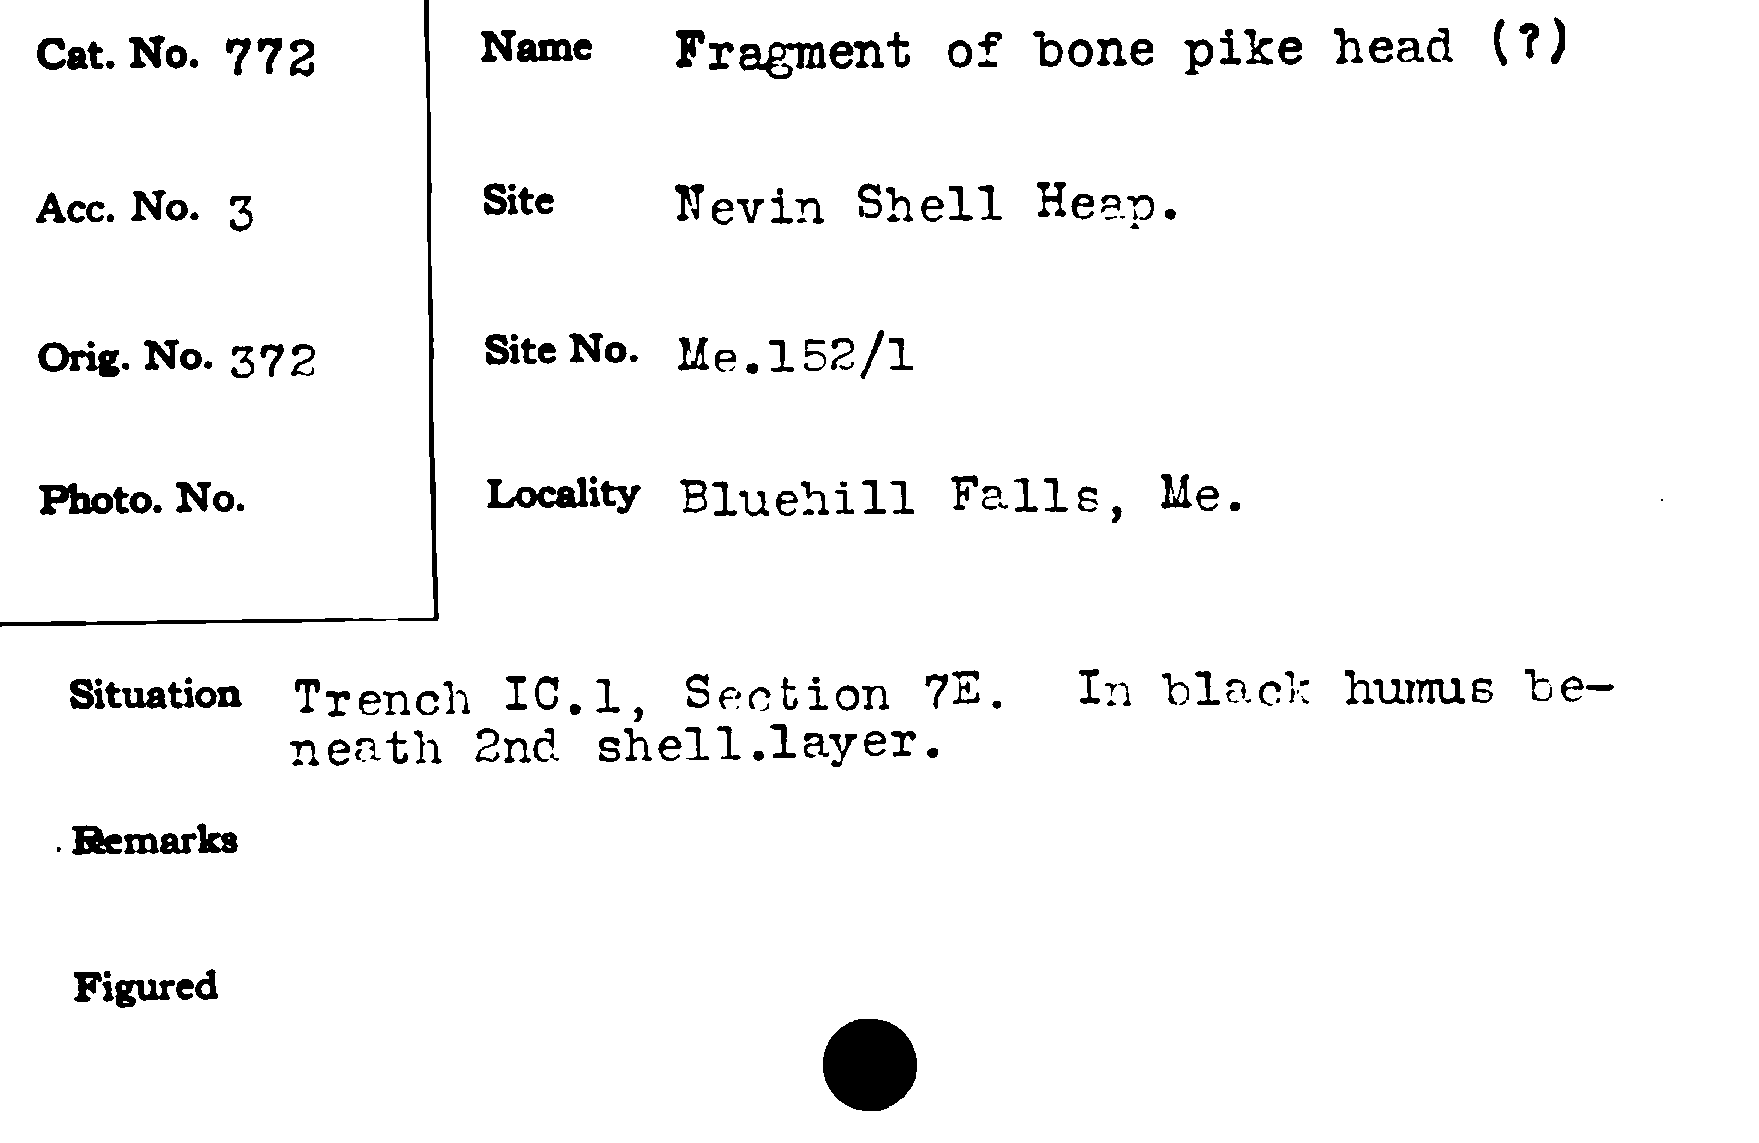 Cat. No. 772
Name Fragment of bone pike head (?)
Acc. No. 3
Site Nevin Shell Heap.
Orig. No. 372
Site No. Me.152/1
Photo. No.
Locality Bluehill Falls, Me.
Situation Trench IC.1, Section 7E. In black humus be-
neath 2nd shell.layer.
Remarks
Figured